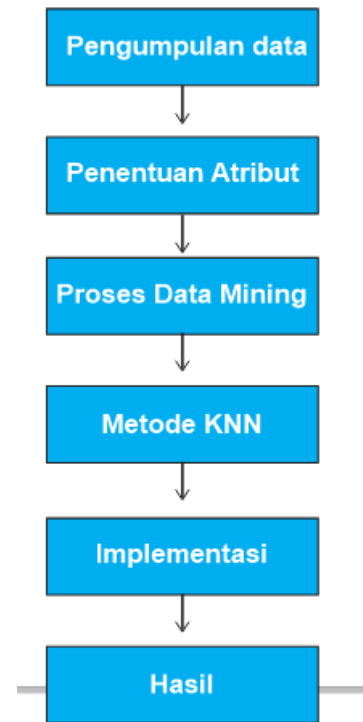 Pengumpulan data
Penentuan Atribut
Proses Data Mining
Metode KNN
Implementasi
Hasil